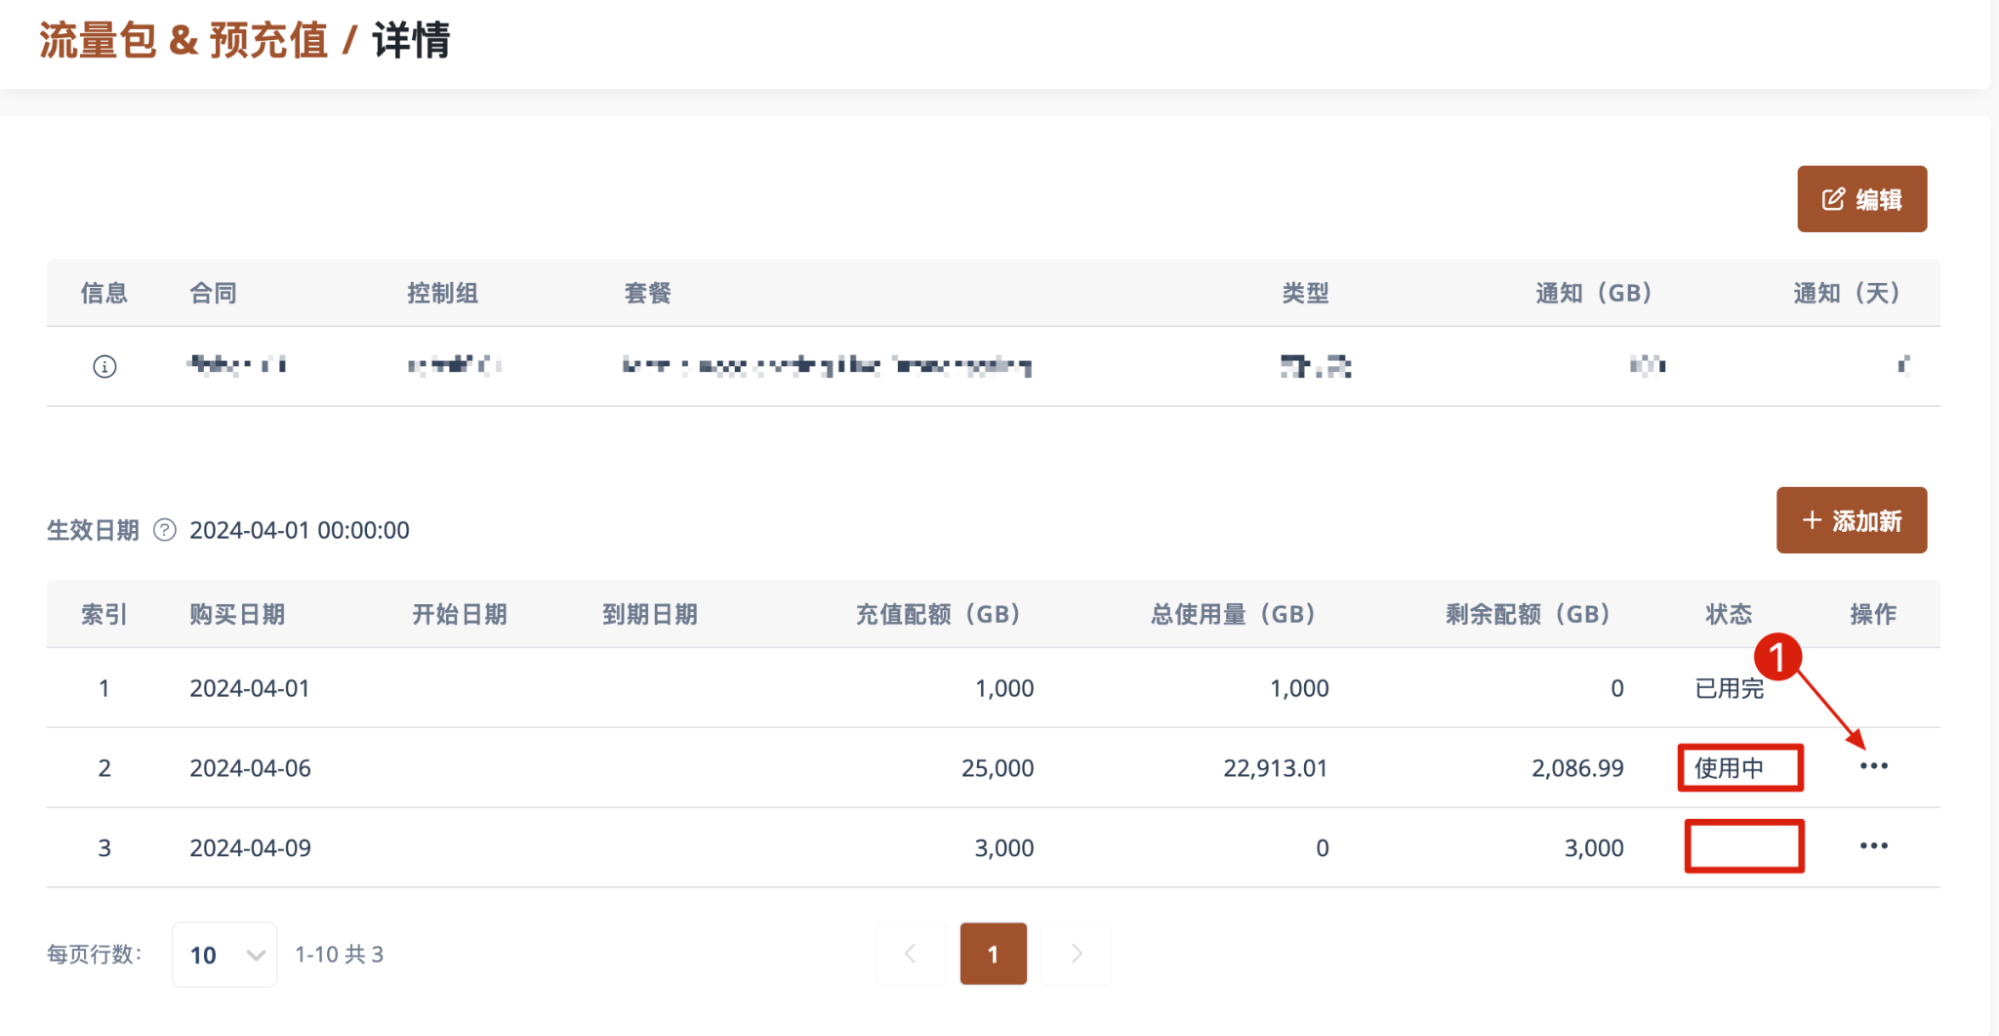 流量包 & 预充值 / 详情
编辑
信息 合同 控制组 套餐 类型 通知（GB） 通知（天）
生效日期 2024-04-01 00:00:00
+ 添加新
索引 购买日期 开始日期 到期日期 充值配额（GB） 总使用量（GB） 剩余配额（GB） 状态 操作
1
1 2024-04-01 1,000 1,000 0 已用完
2 2024-04-06 25,000 22,913.01 2,086.99 使用中 •••
3 2024-04-09 3,000 0 3,000 •••
每页行数: 10 1-10 共 3 < 1 >